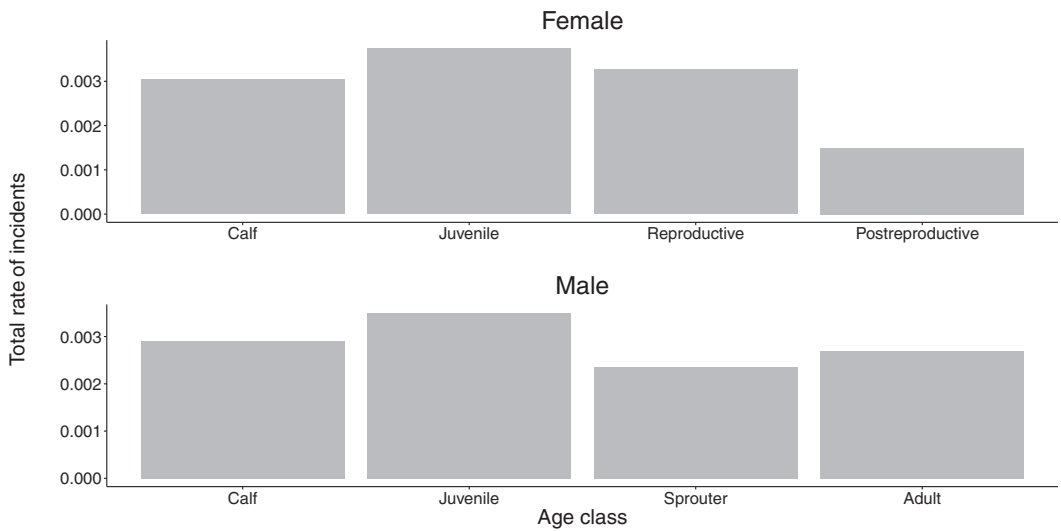 Female
0.003
0.002
0.001
0.000
Calf Juvenile Reproductive Postreproductive
Total rate of incidents
Male
0.003
0.002
0.001
0.000
Calf Juvenile Sprouter Adult
Age class